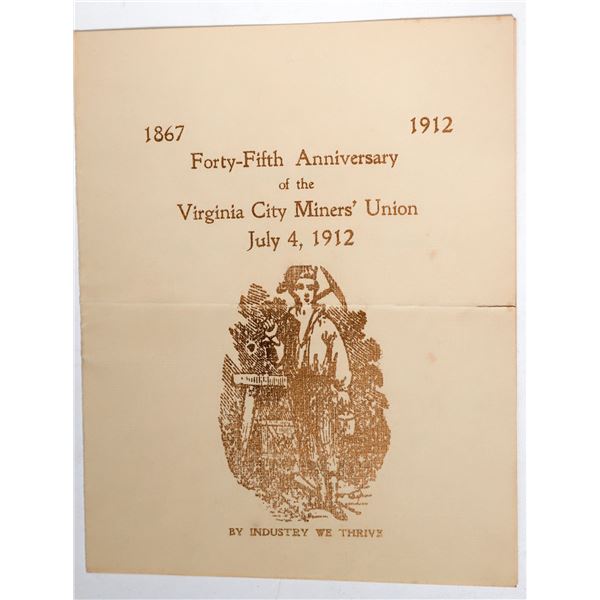 1867 1912
Forty-Fifth Anniversary
of the
Virginia City Miners' Union
July 4, 1912
BY INDUSTRY WE THRIVE